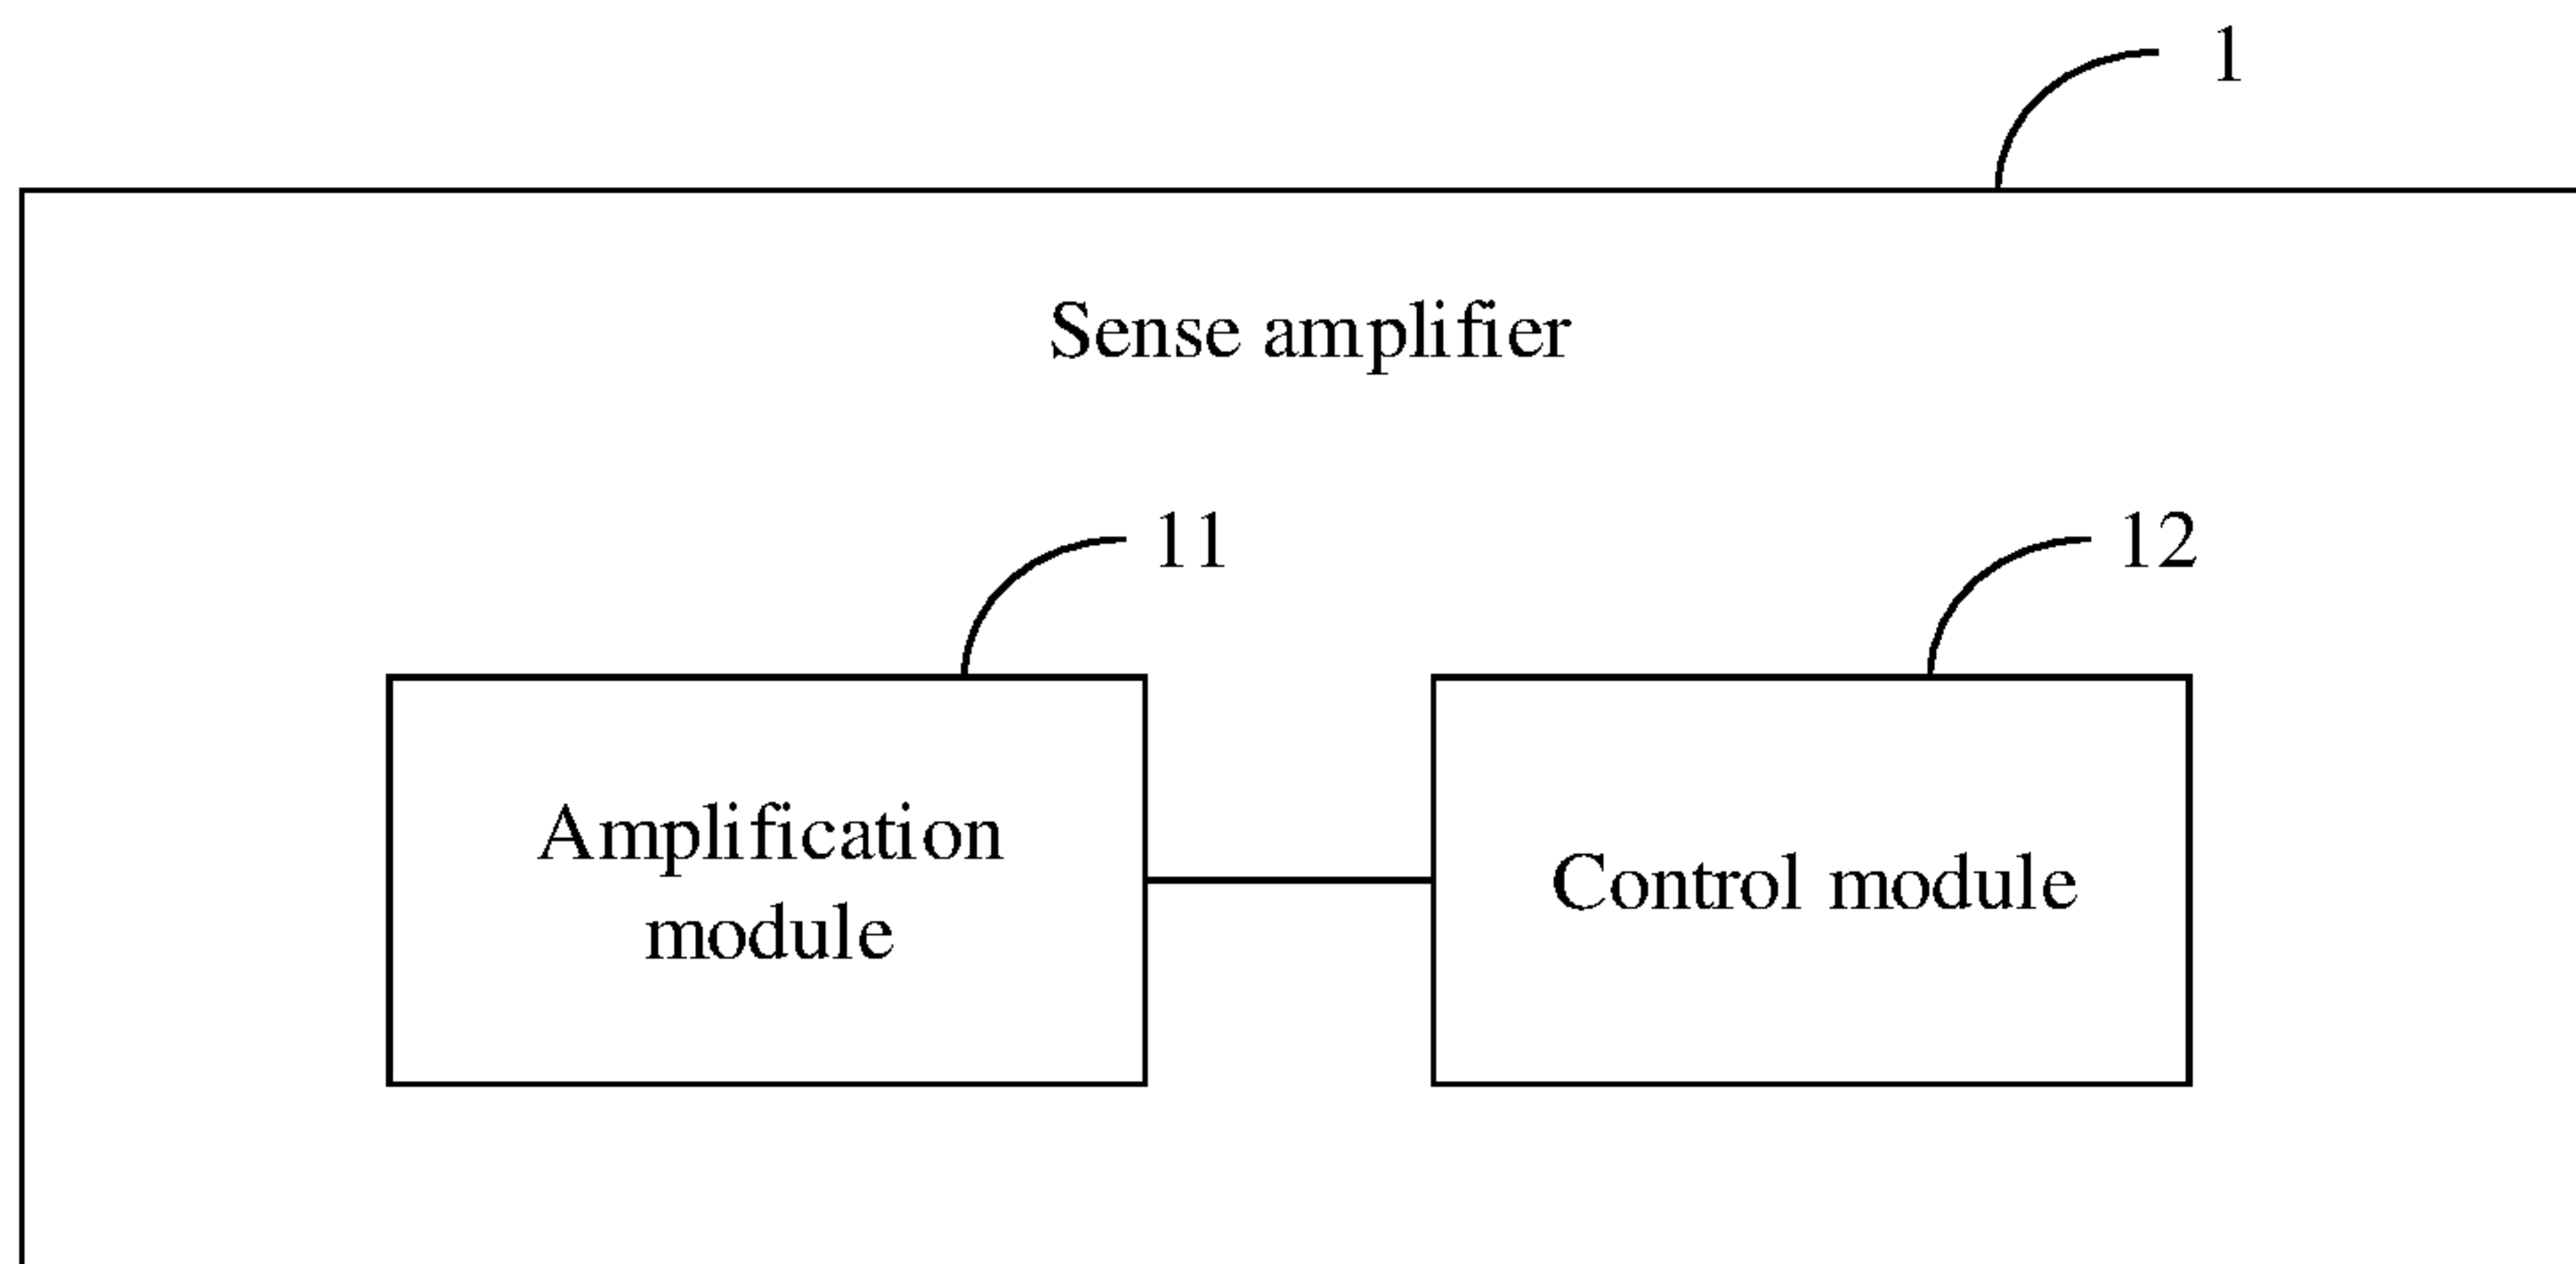 1
Sense amplifier
11
12
Amplification
module
Control module